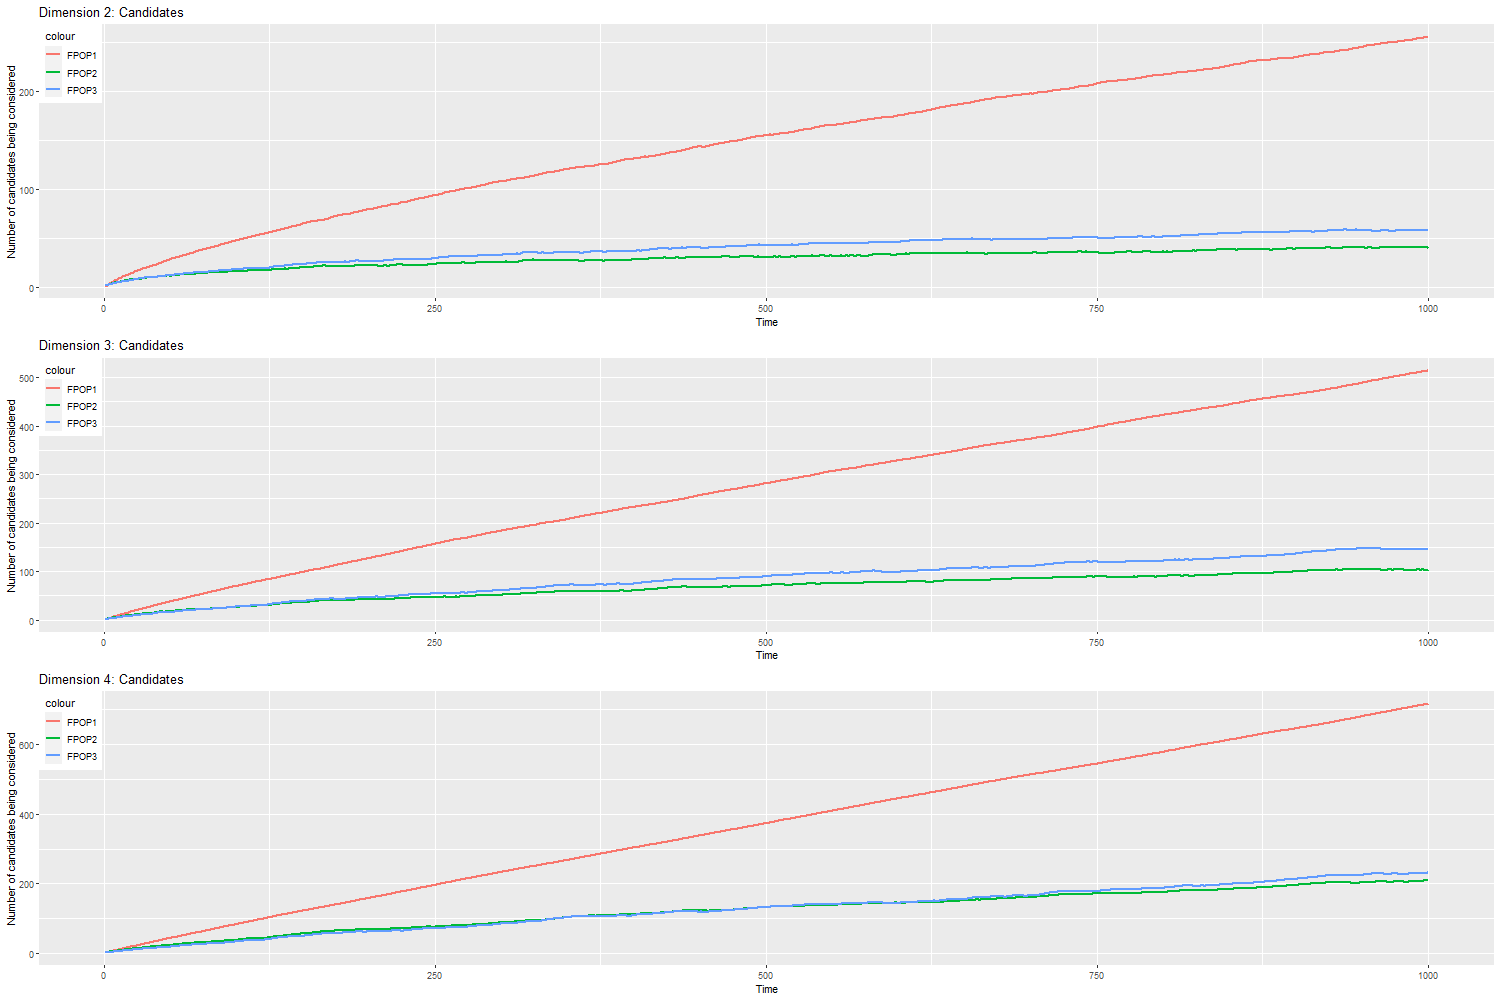 Dimension 2: Candidates
colour
FPOP1
FPOP2
FPOP3
Number of candidates being considered
200
100
0
0 250 500 750 1000
Time
Dimension 3: Candidates
colour
FPOP1
FPOP2
FPOP3
Number of candidates being considered
500
400
300
200
100
0
0 250 500 750 1000
Time
Dimension 4: Candidates
colour
FPOP1
FPOP2
FPOP3
Number of candidates being considered
600
400
200
0
0 250 500 750 1000
Time